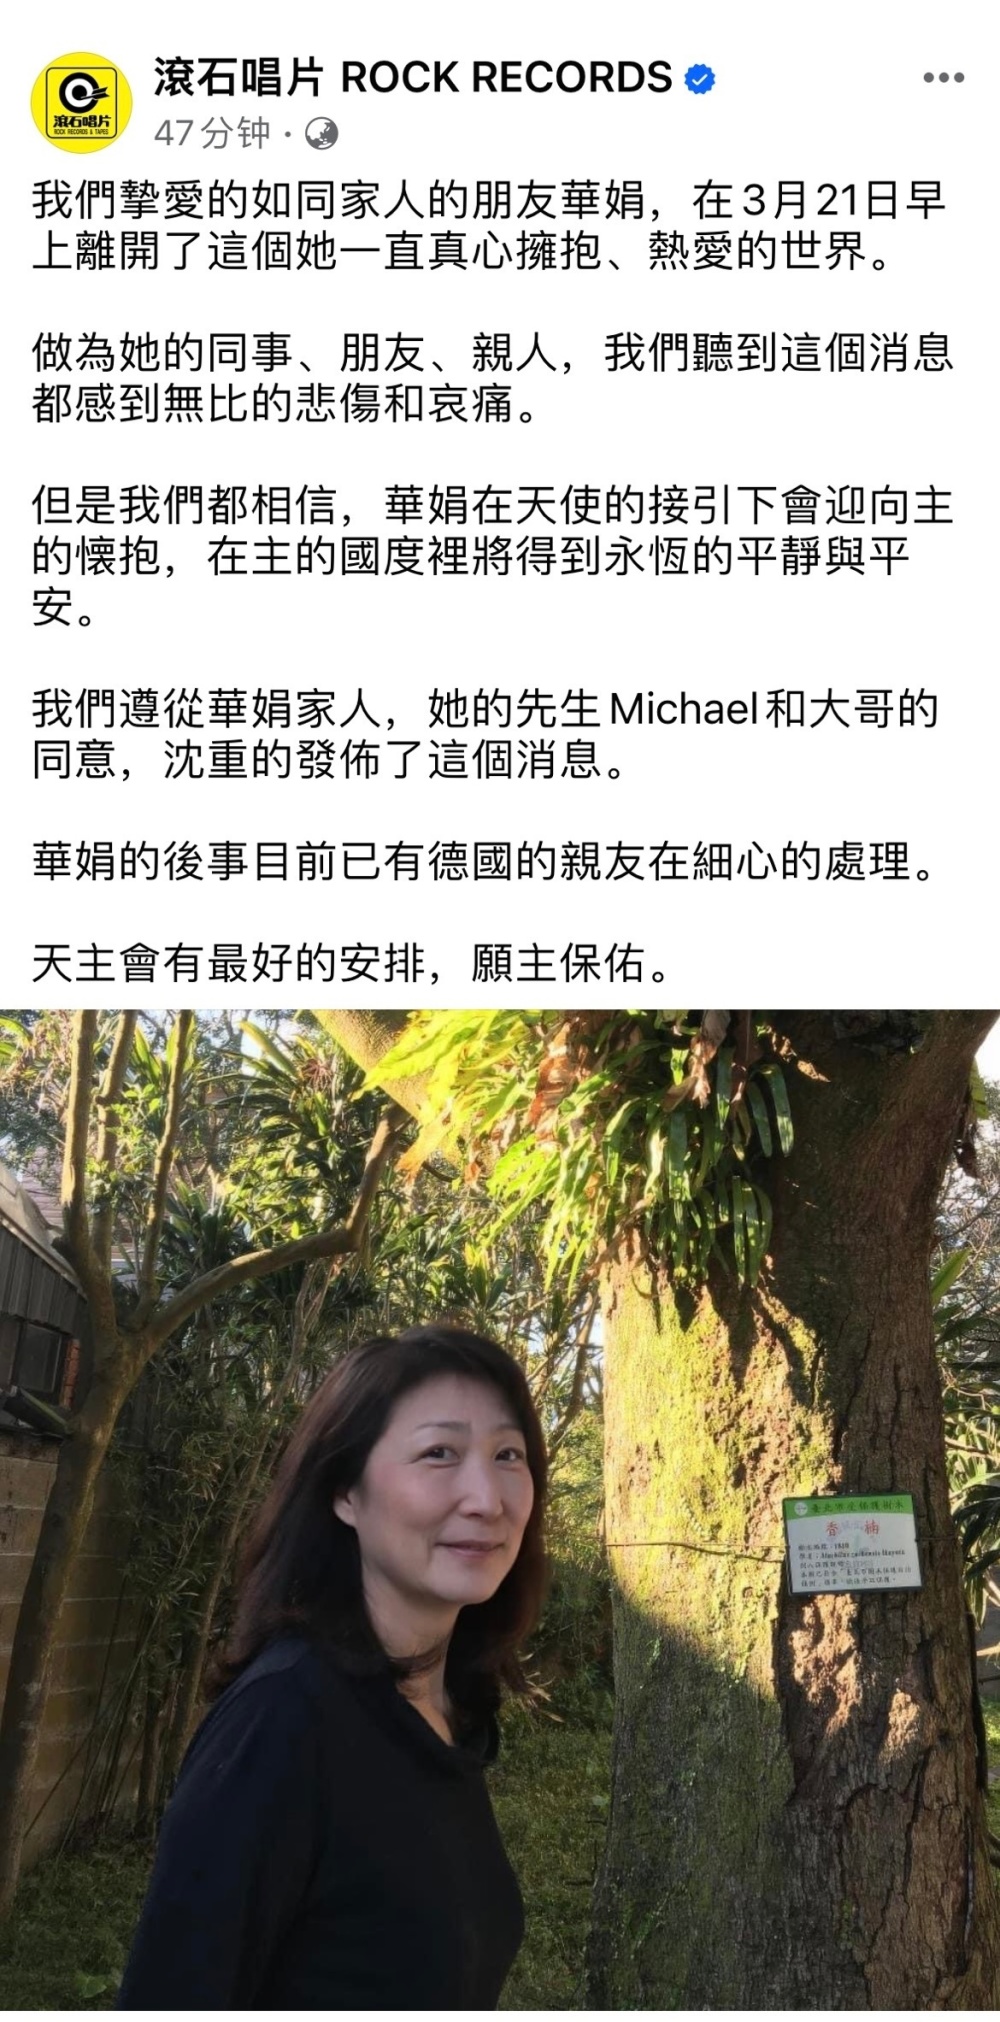 滾石唱片 ROCK RECORDS
滾石唱片
ROCK RECORDS & TAPES
47分钟 ·
我們摯愛的如同家人的朋友華娟，在3月21日早
上離開了這個她一直真心擁抱、熱愛的世界。
做為她的同事、朋友、親人，我們聽到這個消息
都感到無比的悲傷和哀痛。
但是我們都相信，華娟在天使的接引下會迎向主
的懷抱，在主的國度裡將得到永恆的平靜與平
安。
我們遵從華娟家人，她的先生Michael和大哥的
同意，沈重的發佈了這個消息。
華娟的後事目前已有德國的親友在細心的處理。
天主會有最好的安排，願主保佑。
臺北市受保護樹木
香楠